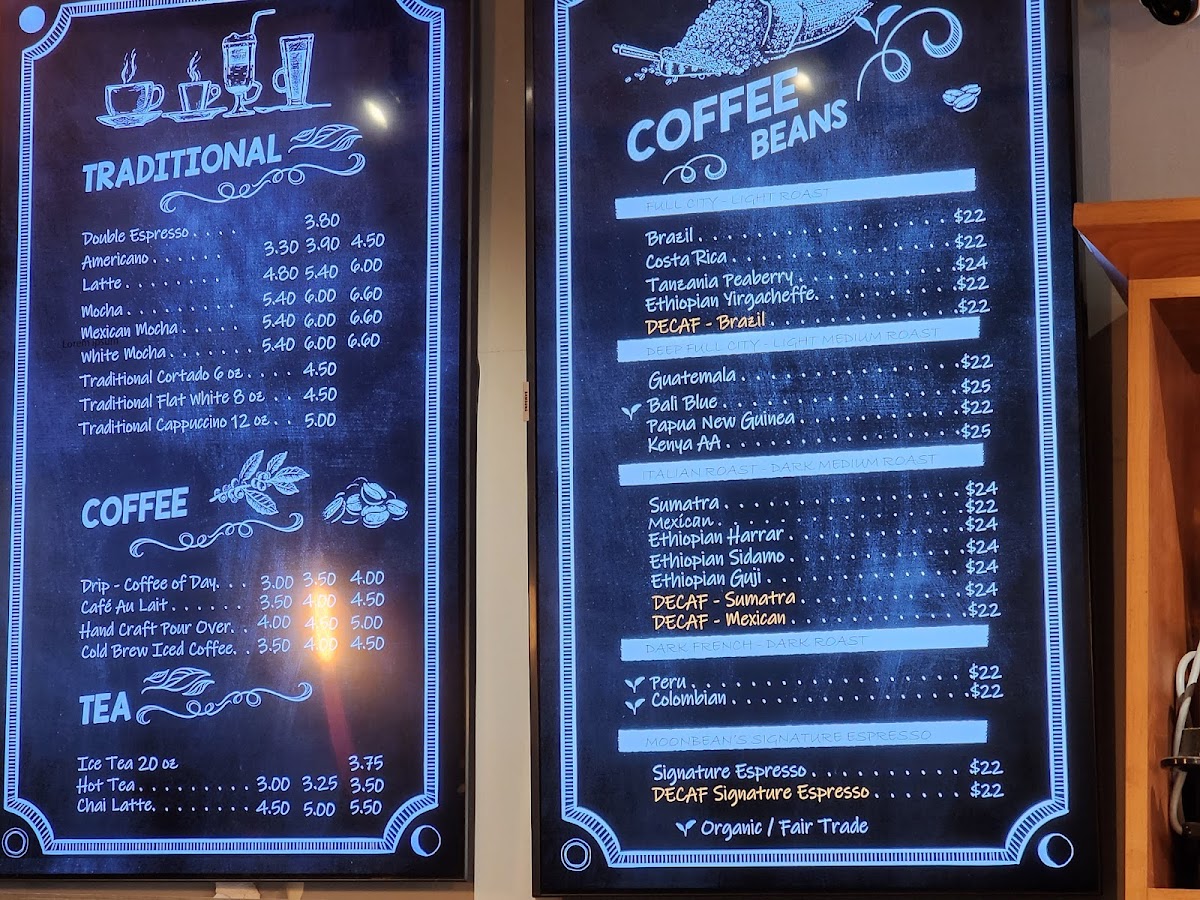 TRADITIONAL
Double Espresso . . . . 3.80
Americano . . . . . . . 3.30 3.90 4.50
Latte . . . . . . . . . 4.80 5.40 6.00
Mocha . . . . . . . . . 5.40 6.00 6.60
Mexican Mocha . . . . . 5.40 6.00 6.60
White Mocha . . . . . . . 5.40 6.00 6.60
Lorem ipsum
Traditional Cortado 6 oz . . . . 4.50
Traditional Flat White 8 oz . . 4.50
Traditional Cappuccino 12 oz . . 5.00
COFFEE
Drip - Coffee of Day. . . 3.00 3.50 4.00
Café Au Lait . . . . . . . 3.50 4.00 4.50
Hand Craft Pour Over. . . 4.00 4.50 5.00
Cold Brew Iced Coffee. . . 3.50 4.00 4.50
TEA
Ice Tea 20 oz 3.75
Hot Tea . . . . . . . . . 3.00 3.25 3.50
Chai Latte. . . . . . . . 4.50 5.00 5.50
COFFEE
BEANS
FULL CITY - LIGHT ROAST
Brazil . . . . . . . . . . . . . . . . $22
Costa Rica . . . . . . . . . . . . . . $22
Tanzania Peaberry . . . . . . . . . . $24
Ethiopian Yirgacheffe. . . . . . . . . $22
DECAF - Brazil . . . . . . . . . . . . $22
DEEP FULL CITY - LIGHT MEDIUM ROAST
Guatemala . . . . . . . . . . . . . . $22
Bali Blue . . . . . . . . . . . . . . $25
Papua New Guinea . . . . . . . . . . . $22
Kenya AA . . . . . . . . . . . . . . . $25
ITALIAN ROAST - DARK MEDIUM ROAST
Sumatra . . . . . . . . . . . . . . . $24
Mexican. . . . . . . . . . . . . . . . $22
Ethiopian Harrar . . . . . . . . . . . $24
Ethiopian Sidamo . . . . . . . . . . . $24
Ethiopian Guji . . . . . . . . . . . . $24
DECAF - Sumatra . . . . . . . . . . . $24
DECAF - Mexican . . . . . . . . . . . $22
DARK FRENCH - DARK ROAST
Peru. . . . . . . . . . . . . . . . . $22
Colombian . . . . . . . . . . . . . . $22
MOONBEAN'S SIGNATURE ESPRESSO
Signature Espresso . . . . . . . . . . $22
DECAF Signature Espresso . . . . . . $22
Organic / Fair Trade